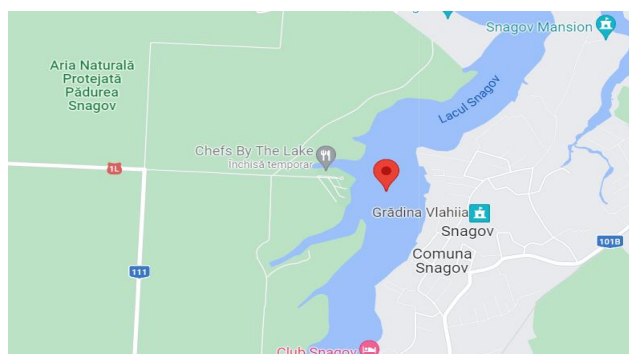 Snagov Mansion
Aria Naturală
Protejată
Pădurea
Snagov
Lacul Snagov
Chefs By The Lake
Închisă temporar
1L
Grădina Vlahiia
Snagov
101B
Comuna
Snagov
111
Club Snagov